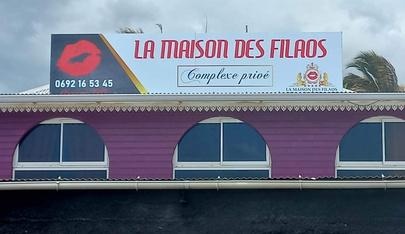 LA MAISON DES FILAOS
0692 16 53 45
Complexe privé
LA MAISON DES FILAOS